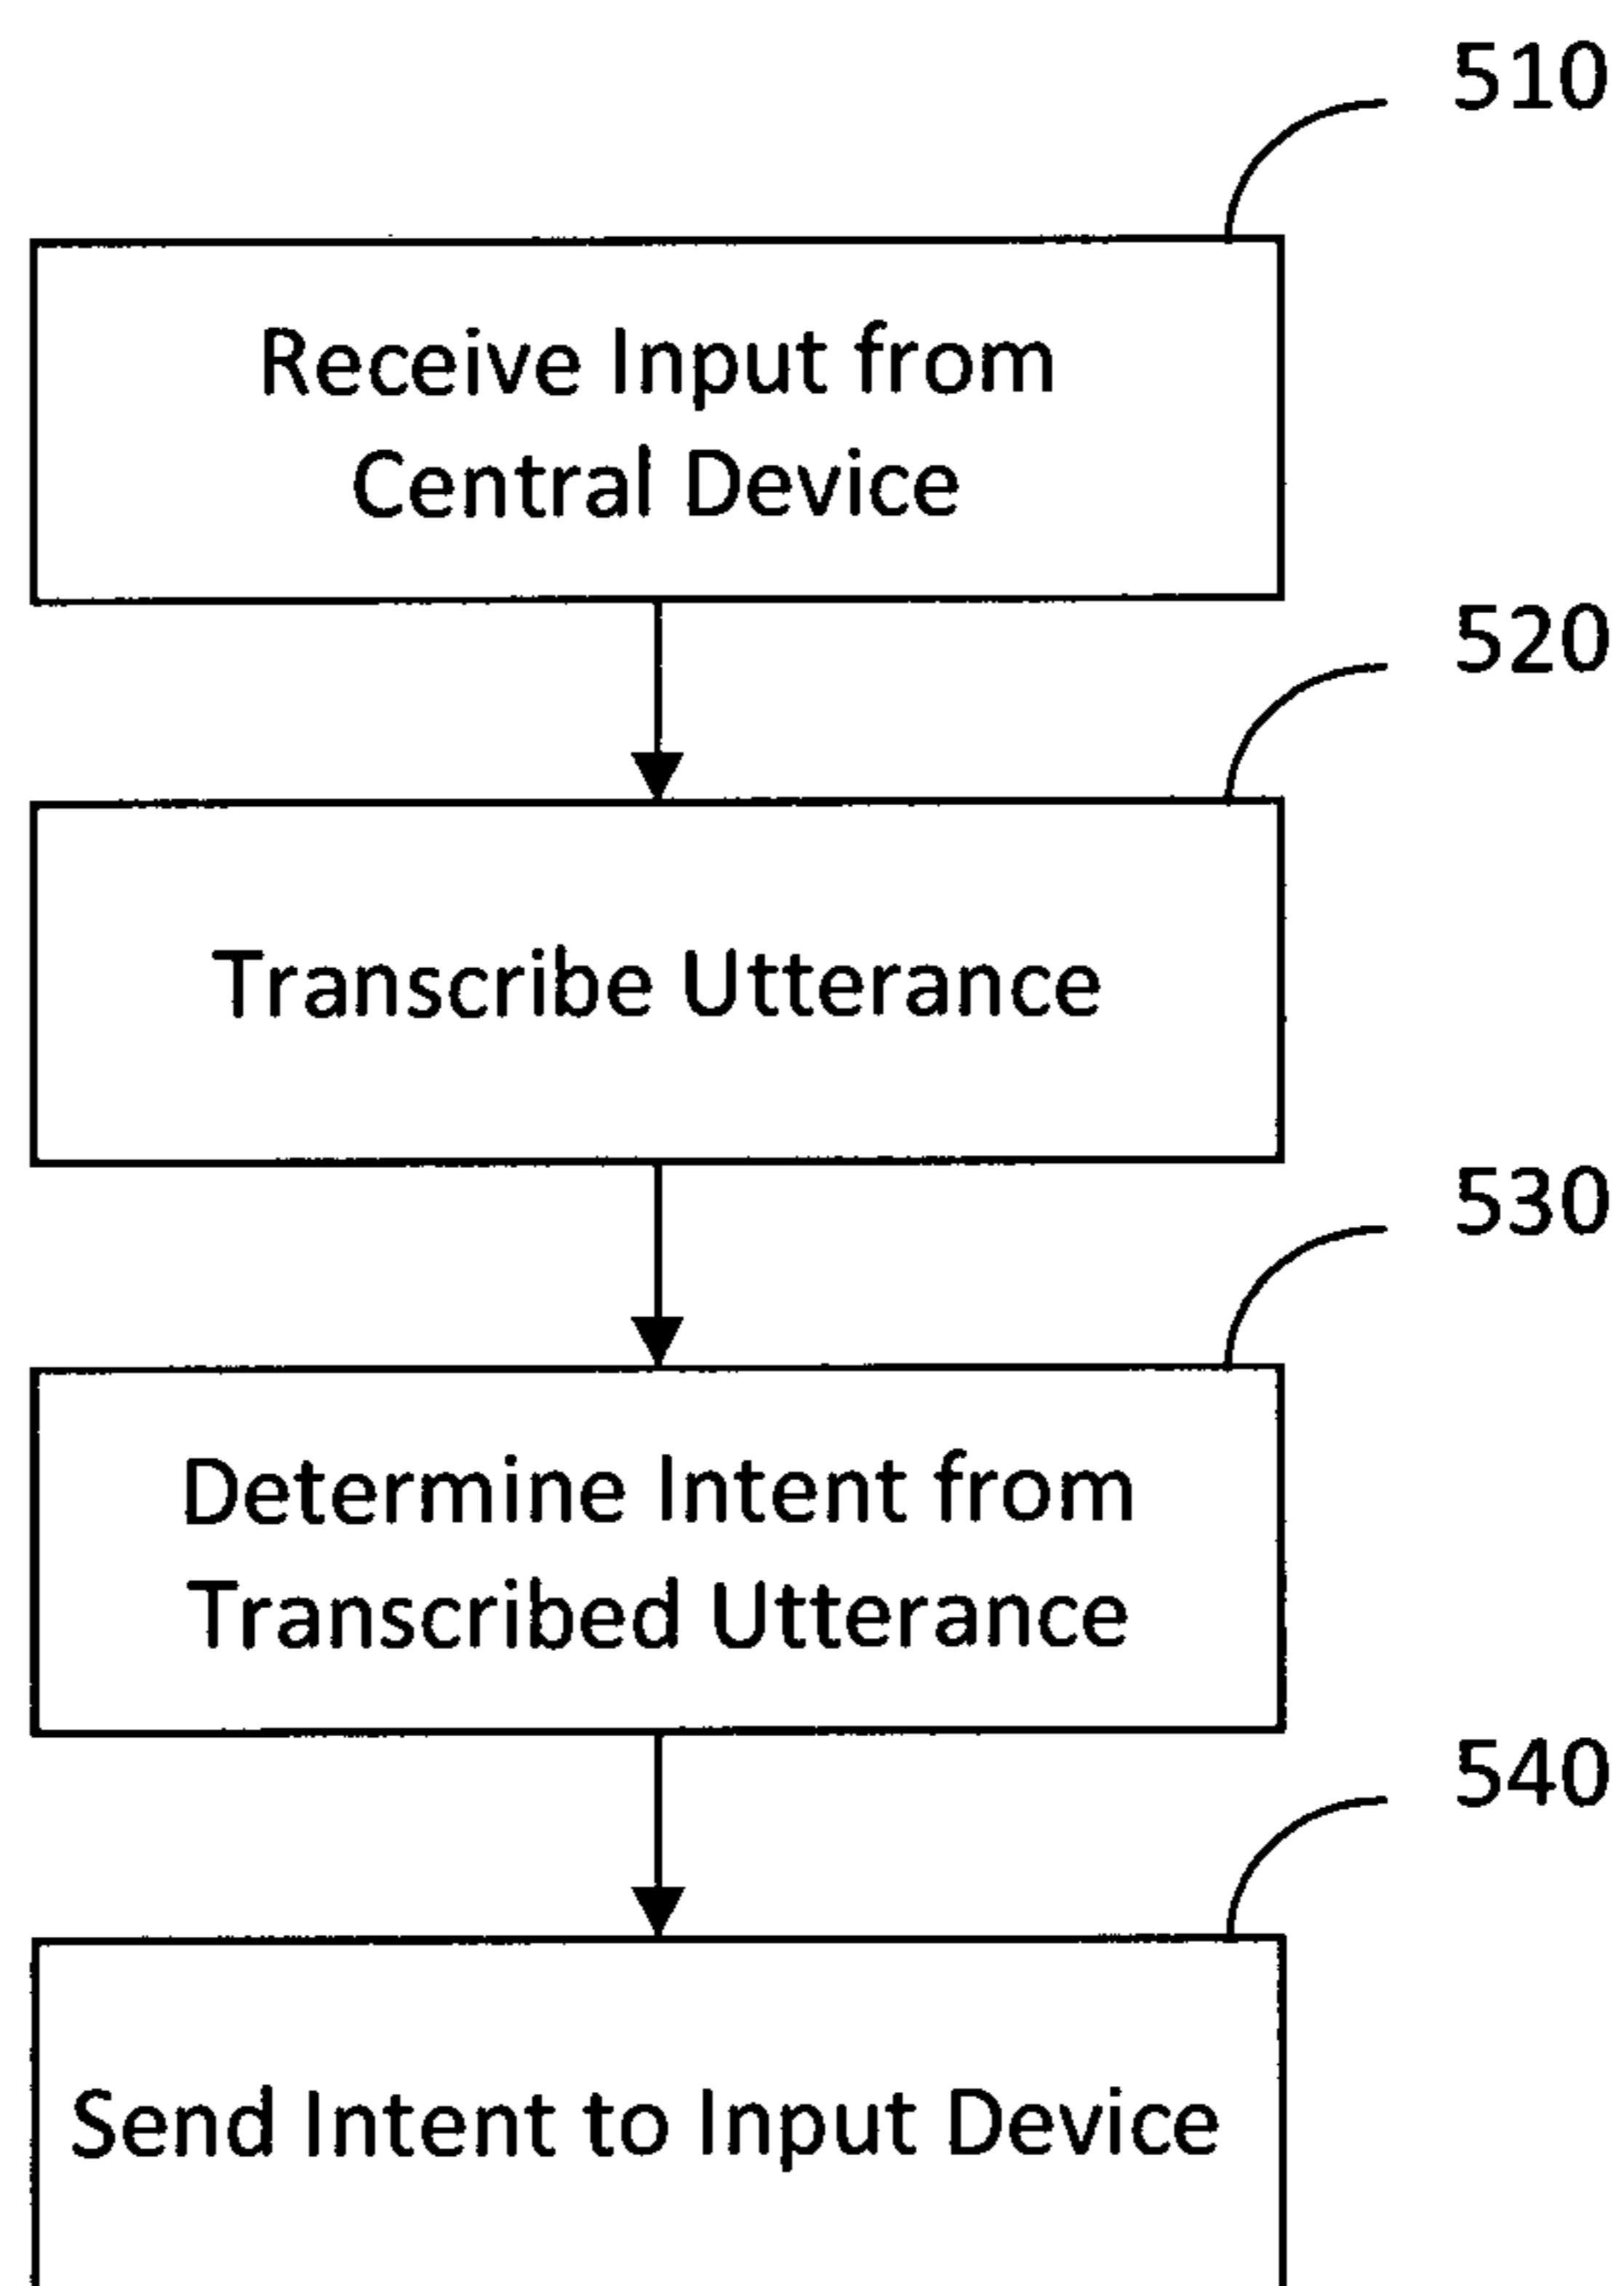 510
Receive Input from
Central Device
520
Transcribe Utterance
530
Determine Intent from
Transcribed Utterance
540
Send Intent to Input Device